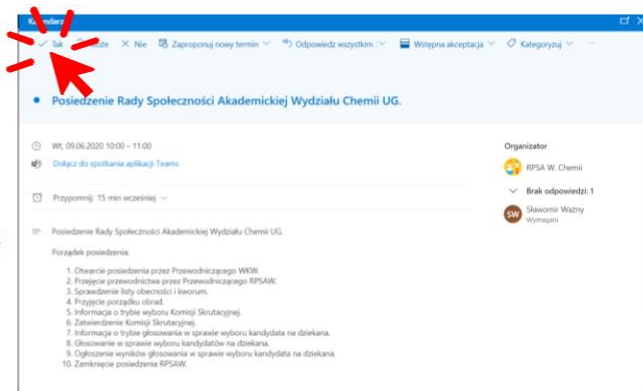 Kalendarz
Tak Może Nie Zaproponuj nowy termin Odpowiedz wszystkim Wstępna akceptacja Kategoryzuj ...
Posiedzenie Rady Społeczności Akademickiej Wydziału Chemii UG.
Wt, 09.06.2020 10:00 – 11:00
Dołącz do spotkania aplikacji Teams
Przypomnij: 15 min wcześniej
Posiedzenie Rady Społeczności Akademickiej Wydziału Chemii UG.
Porządek posiedzenia:
1. Otwarcie posiedzenia przez Przewodniczącego WKW.
2. Przejęcie przewodnictwa przez Przewodniczącego RPSAW.
3. Sprawdzenie listy obecności i kworum.
4. Przyjęcie porządku obrad.
5. Informacja o trybie wyboru Komisji Skrutacyjnej.
6. Zatwierdzenie Komisji Skrutacyjnej.
7. Informacja o trybie głosowania w sprawie wyboru kandydata na dziekana.
8. Głosowanie w sprawie wyboru kandydatów na dziekana.
9. Ogłoszenie wyników głosowania w sprawie wyboru kandydata na dziekana.
10. Zamknięcie posiedzenia RPSAW.
Organizator
RPSA W. Chemii
Brak odpowiedzi: 1
SW
Sławomir Ważny
Wymagani